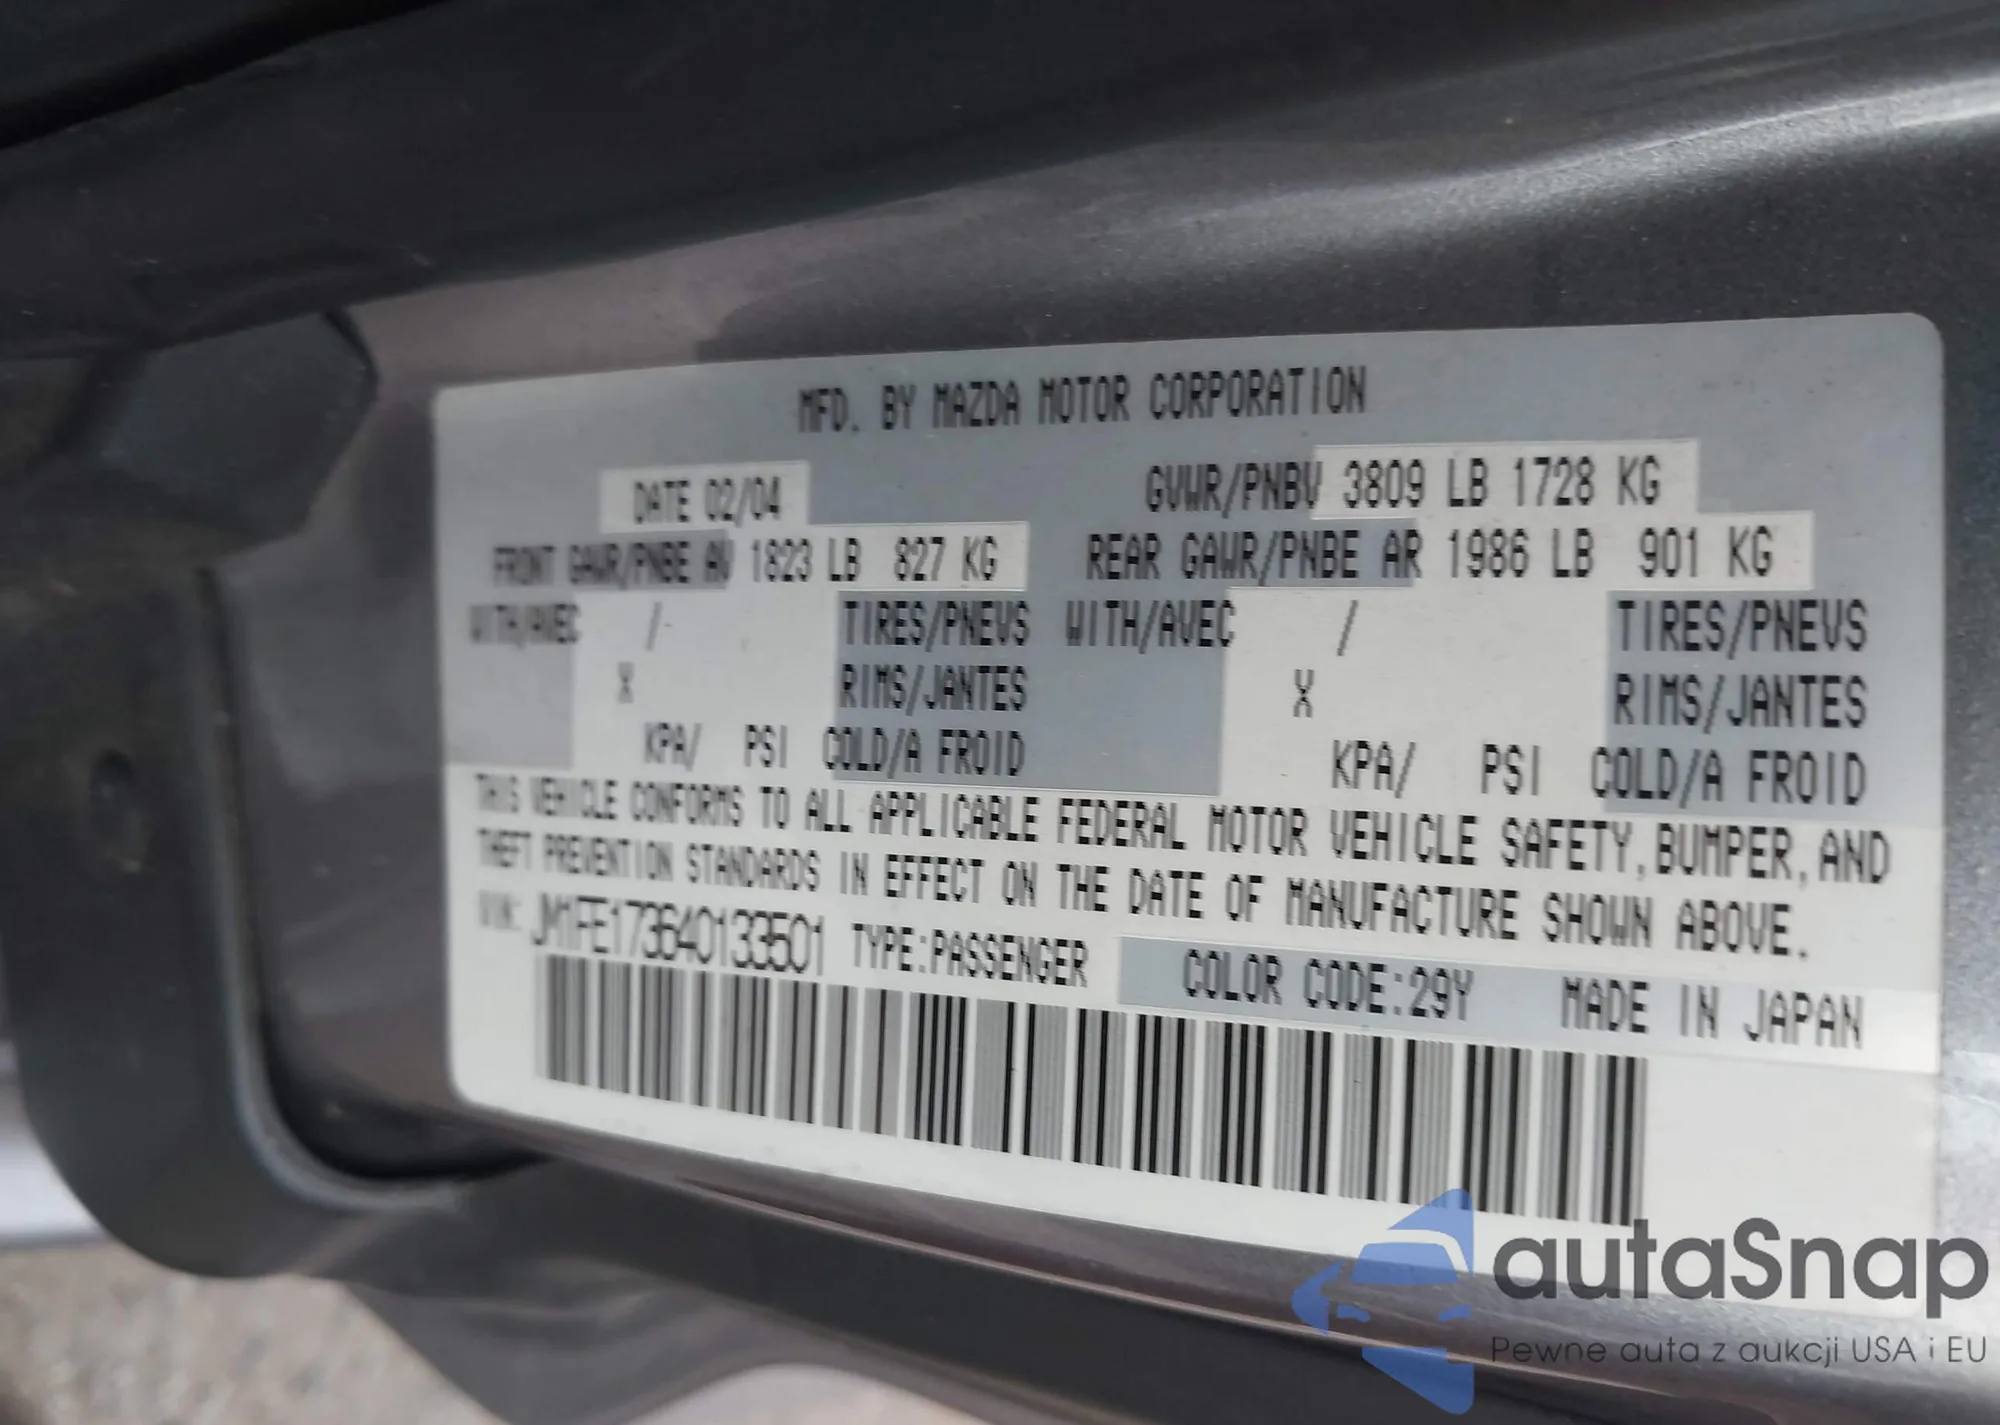 MFD. BY MAZDA MOTOR CORPORATION
DATE 02/04 GVWR/PNBV 3809 LB 1728 KG
FRONT GAWR/PNBE AV 1823 LB 827 KG REAR GAWR/PNBE AR 1986 LB 901 KG
WITH/AVEC / TIRES/PNEVS WITH/AVEC / TIRES/PNEVS
X RIMS/JANTES X RIMS/JANTES
KPA/ PSI COLD/A FROID KPA/ PSI COLD/A FROID
THIS VEHICLE CONFORMS TO ALL APPLICABLE FEDERAL MOTOR VEHICLE SAFETY, BUMPER, AND
THEFT PREVENTION STANDARDS IN EFFECT ON THE DATE OF MANUFACTURE SHOWN ABOVE.
VIN: JM1FE173640133501 TYPE:PASSENGER COLOR CODE:29Y MADE IN JAPAN
autaSnap
Pewne auta z aukcji USA i EU